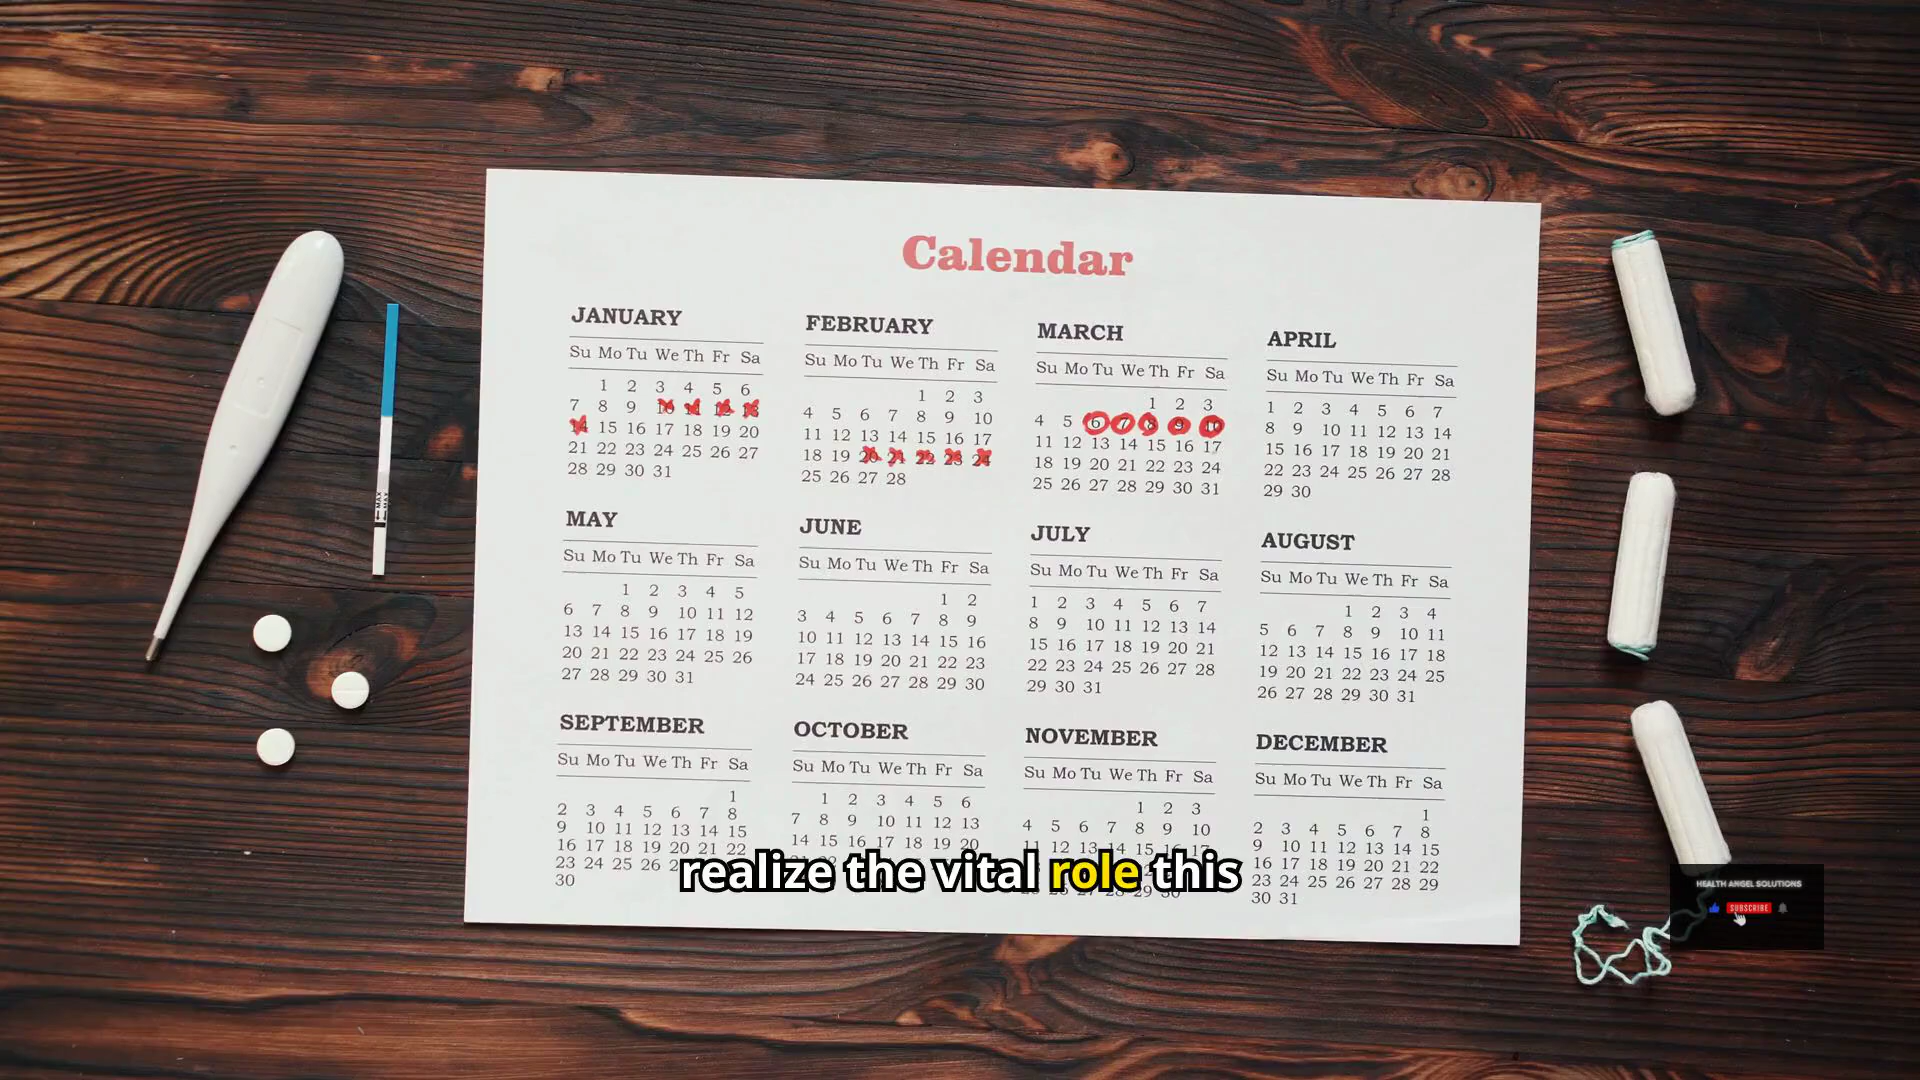 Calendar
JANUARY
Su Mo Tu We Th Fr Sa
1 2 3 4 5 6
7 8 9 10 11 12 13
14 15 16 17 18 19 20
21 22 23 24 25 26 27
28 29 30 31
FEBRUARY
Su Mo Tu We Th Fr Sa
1 2 3
4 5 6 7 8 9 10
11 12 13 14 15 16 17
18 19 20 21 22 23 24
25 26 27 28
MARCH
Su Mo Tu We Th Fr Sa
1 2 3
4 5 6 7 8 9 10
11 12 13 14 15 16 17
18 19 20 21 22 23 24
25 26 27 28 29 30 31
APRIL
Su Mo Tu We Th Fr Sa
1 2 3 4 5 6 7
8 9 10 11 12 13 14
15 16 17 18 19 20 21
22 23 24 25 26 27 28
29 30
MAY
Su Mo Tu We Th Fr Sa
1 2 3 4 5
6 7 8 9 10 11 12
13 14 15 16 17 18 19
20 21 22 23 24 25 26
27 28 29 30 31
JUNE
Su Mo Tu We Th Fr Sa
1 2
3 4 5 6 7 8 9
10 11 12 13 14 15 16
17 18 19 20 21 22 23
24 25 26 27 28 29 30
JULY
Su Mo Tu We Th Fr Sa
1 2 3 4 5 6 7
8 9 10 11 12 13 14
15 16 17 18 19 20 21
22 23 24 25 26 27 28
29 30 31
AUGUST
Su Mo Tu We Th Fr Sa
1 2 3 4
5 6 7 8 9 10 11
12 13 14 15 16 17 18
19 20 21 22 23 24 25
26 27 28 29 30 31
SEPTEMBER
Su Mo Tu We Th Fr Sa
1
2 3 4 5 6 7 8
9 10 11 12 13 14 15
16 17 18 19 20 21 22
23 24 25 26
30
OCTOBER
Su Mo Tu We Th Fr Sa
1 2 3 4 5 6
7 8 9 10 11 12 13
14 15 16 17 18 19 20
NOVEMBER
Su Mo Tu We Th Fr Sa
1 2 3
4 5 6 7 8 9 10
11 12 13 14 15 16 17
DECEMBER
Su Mo Tu We Th Fr Sa
1
2 3 4 5 6 7 8
9 10 11 12 13 14 15
16 17 18 19 20 21 22
23 24 25 26 27 28 29
30 31
MAX
MAX
realize the vital role this
HEALTH ANGEL SOLUTIONS
SUBSCRIBE